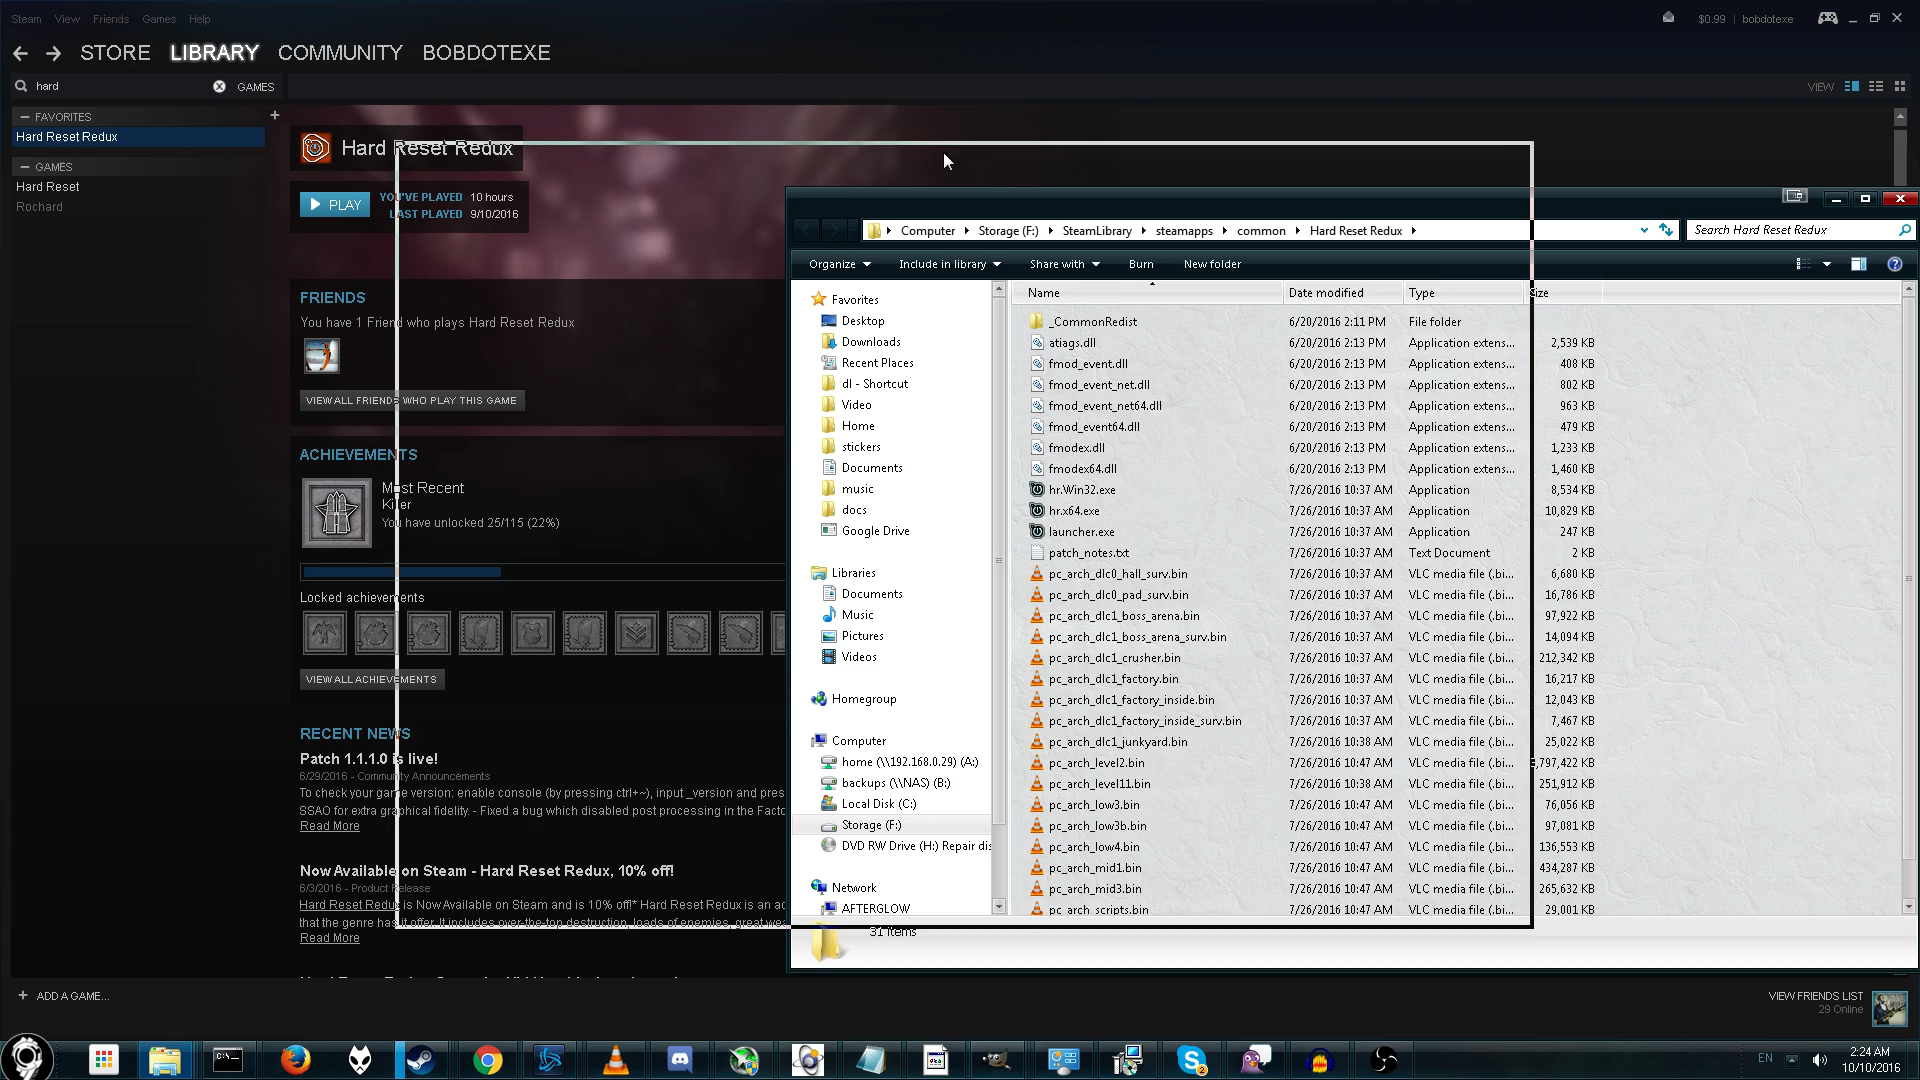 Steam View Friends Games Help
$0.99 | bobdotexe
STORE LIBRARY COMMUNITY BOBDOTEXE
hard GAMES
VIEW
FAVORITES
Hard Reset Redux
GAMES
Hard Reset
Rochard
Hard Reset Redux
PLAY
YOU'VE PLAYED 10 hours
LAST PLAYED 9/10/2016
FRIENDS
You have 1 Friend who plays Hard Reset Redux
VIEW ALL FRIENDS WHO PLAY THIS GAME
ACHIEVEMENTS
Most Recent
Killer
You have unlocked 25/115 (22%)
Locked achievements
VIEW ALL ACHIEVEMENTS
RECENT NEWS
Patch 1.1.1.0 is live!
6/29/2016 - Community Announcements
To check your game version: enable console (by pressing ctrl+~), input _version and pres
SSAO for extra graphical fidelity. - Fixed a bug which disabled post processing in the Facto
Read More
Now Available on Steam - Hard Reset Redux, 10% off!
6/3/2016 - Product Release
Hard Reset Redux is Now Available on Steam and is 10% off!* Hard Reset Redux is an ac
that the genre has to offer. It includes over-the-top destruction, loads of enemies, great wea
Read More
ADD A GAME...
VIEW FRIENDS LIST
29 Online
Computer Storage (F:) SteamLibrary steamapps common Hard Reset Redux
Search Hard Reset Redux
Organize Include in library Share with Burn New folder
Favorites
Desktop
Downloads
Recent Places
dl - Shortcut
Video
Home
stickers
Documents
music
docs
Google Drive
Libraries
Documents
Music
Pictures
Videos
Homegroup
Computer
home (\\192.168.0.29) (A:)
backups (\\NAS) (B:)
Local Disk (C:)
Storage (F:)
DVD RW Drive (H:) Repair dis
Network
AFTERGLOW
Name Date modified Type Size
_CommonRedist 6/20/2016 2:11 PM File folder
atiags.dll 6/20/2016 2:13 PM Application extens... 2,539 KB
fmod_event.dll 6/20/2016 2:13 PM Application extens... 408 KB
fmod_event_net.dll 6/20/2016 2:13 PM Application extens... 802 KB
fmod_event_net64.dll 6/20/2016 2:13 PM Application extens... 963 KB
fmod_event64.dll 6/20/2016 2:13 PM Application extens... 479 KB
fmodex.dll 6/20/2016 2:13 PM Application extens... 1,233 KB
fmodex64.dll 6/20/2016 2:13 PM Application extens... 1,460 KB
hr.Win32.exe 7/26/2016 10:37 AM Application 8,534 KB
hr.x64.exe 7/26/2016 10:37 AM Application 10,829 KB
launcher.exe 7/26/2016 10:37 AM Application 247 KB
patch_notes.txt 7/26/2016 10:37 AM Text Document 2 KB
pc_arch_dlc0_hall_surv.bin 7/26/2016 10:37 AM VLC media file (.bi... 6,680 KB
pc_arch_dlc0_pad_surv.bin 7/26/2016 10:37 AM VLC media file (.bi... 16,786 KB
pc_arch_dlc1_boss_arena.bin 7/26/2016 10:37 AM VLC media file (.bi... 97,922 KB
pc_arch_dlc1_boss_arena_surv.bin 7/26/2016 10:37 AM VLC media file (.bi... 14,094 KB
pc_arch_dlc1_crusher.bin 7/26/2016 10:37 AM VLC media file (.bi... 212,342 KB
pc_arch_dlc1_factory.bin 7/26/2016 10:37 AM VLC media file (.bi... 16,217 KB
pc_arch_dlc1_factory_inside.bin 7/26/2016 10:37 AM VLC media file (.bi... 12,043 KB
pc_arch_dlc1_factory_inside_surv.bin 7/26/2016 10:37 AM VLC media file (.bi... 7,467 KB
pc_arch_dlc1_junkyard.bin 7/26/2016 10:38 AM VLC media file (.bi... 25,022 KB
pc_arch_level2.bin 7/26/2016 10:47 AM VLC media file (.bi... ,797,422 KB
pc_arch_level11.bin 7/26/2016 10:38 AM VLC media file (.bi... 251,912 KB
pc_arch_low3.bin 7/26/2016 10:47 AM VLC media file (.bi... 76,056 KB
pc_arch_low3b.bin 7/26/2016 10:47 AM VLC media file (.bi... 97,081 KB
pc_arch_low4.bin 7/26/2016 10:47 AM VLC media file (.bi... 136,553 KB
pc_arch_mid1.bin 7/26/2016 10:47 AM VLC media file (.bi... 434,287 KB
pc_arch_mid3.bin 7/26/2016 10:47 AM VLC media file (.bi... 265,632 KB
pc_arch_scripts.bin 7/26/2016 10:47 AM VLC media file (.bi... 29,001 KB
31 items
EN
2:24 AM
10/10/2016